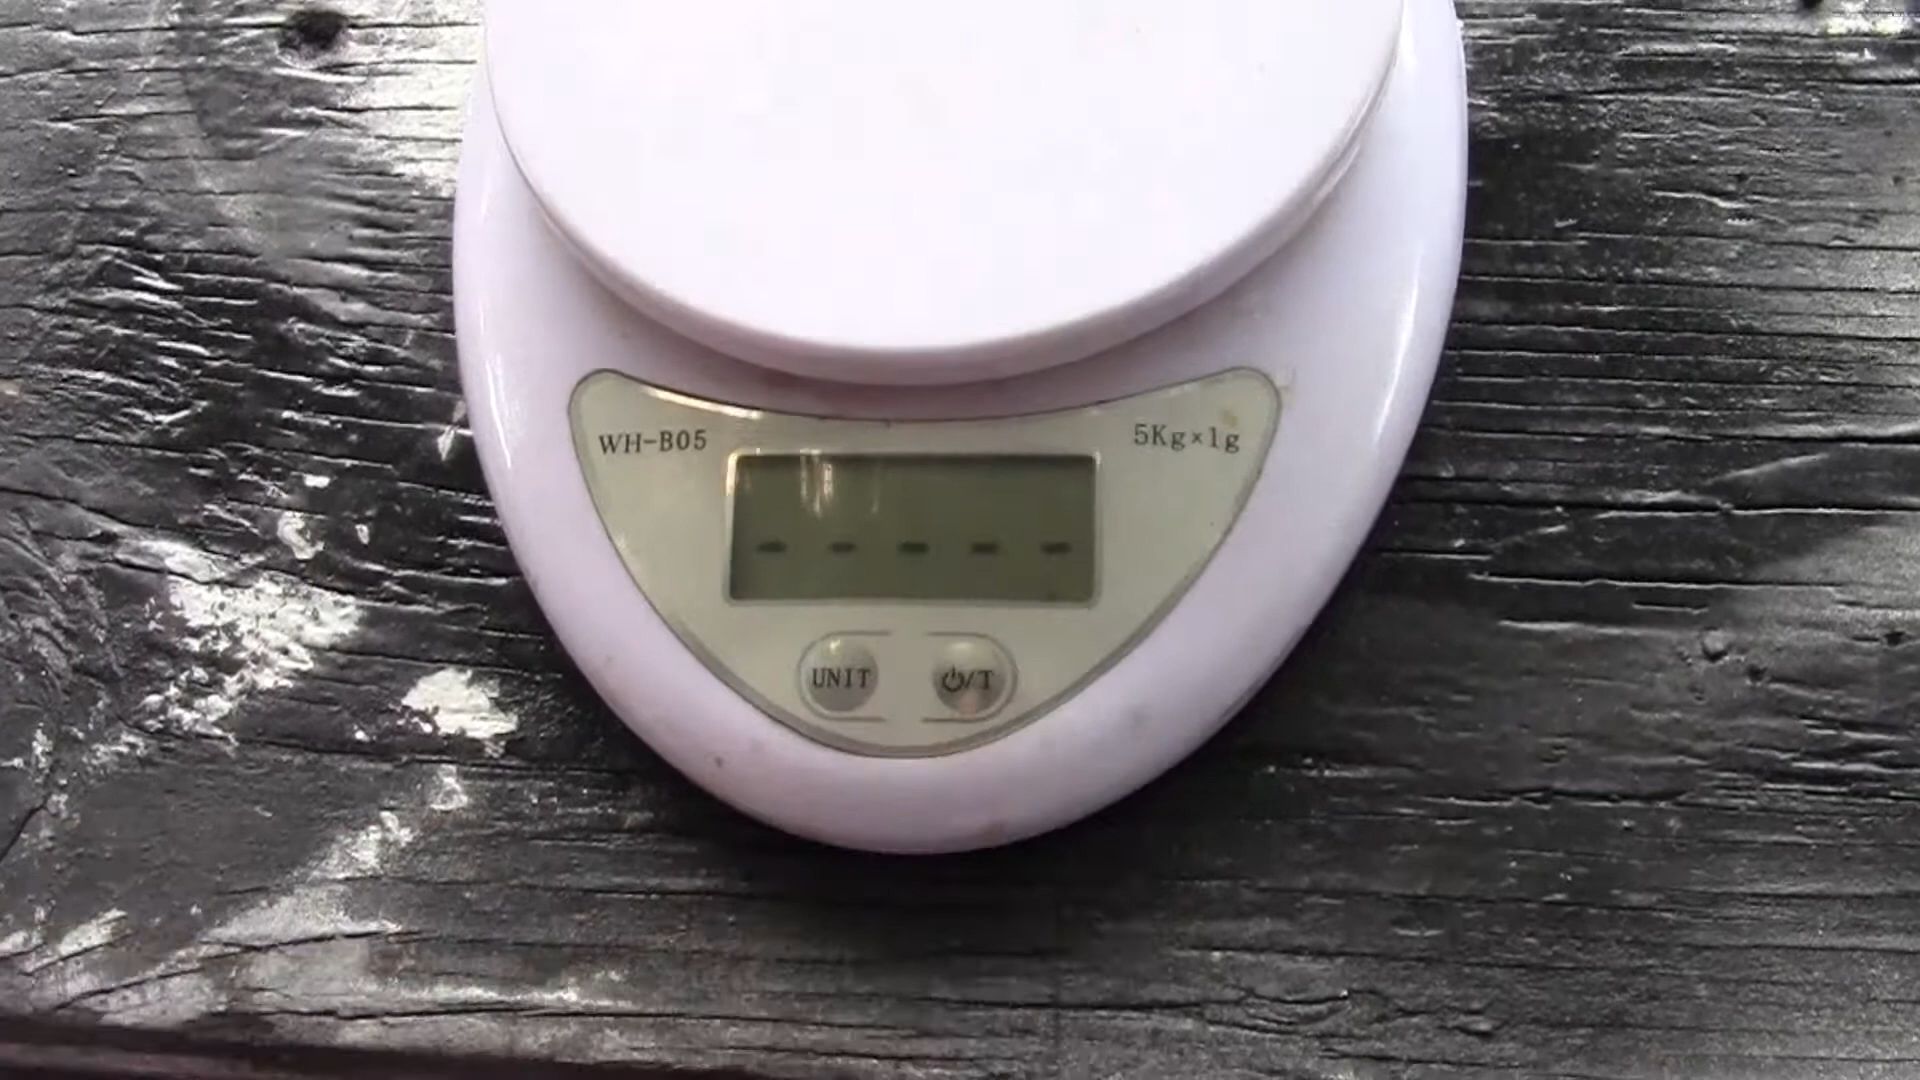 WH-B05
5Kg×1g
- - - - -
UNIT
⏻/T